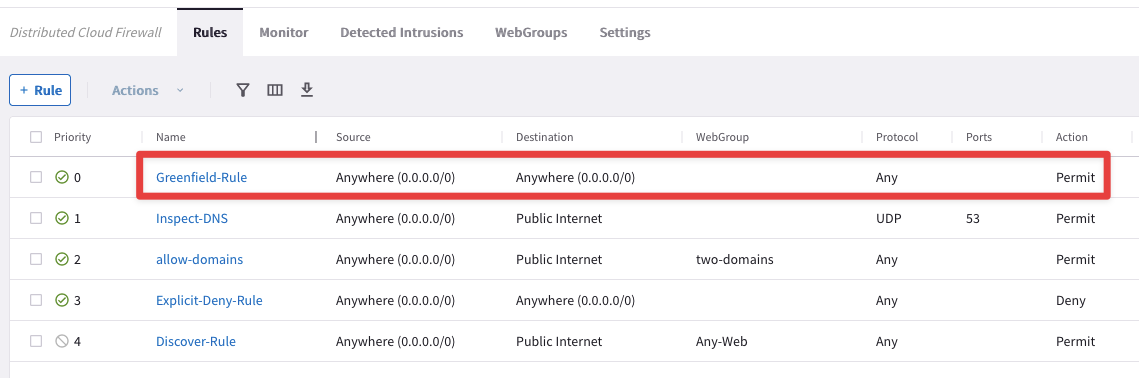 Distributed Cloud Firewall Rules Monitor Detected Intrusions WebGroups Settings
+ Rule Actions
Priority Name Source Destination WebGroup Protocol Ports Action
0 Greenfield-Rule Anywhere (0.0.0.0/0) Anywhere (0.0.0.0/0) Any Permit
1 Inspect-DNS Anywhere (0.0.0.0/0) Public Internet UDP 53 Permit
2 allow-domains Anywhere (0.0.0.0/0) Public Internet two-domains Any Permit
3 Explicit-Deny-Rule Anywhere (0.0.0.0/0) Anywhere (0.0.0.0/0) Any Deny
4 Discover-Rule Anywhere (0.0.0.0/0) Public Internet Any-Web Any Permit